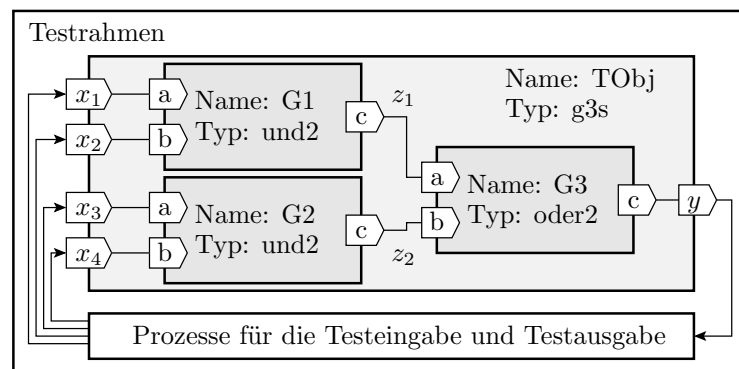 Testrahmen
x1
x2
x3
x4
a
b
Name: G1
Typ: und2
c
z1
a
b
Name: G2
Typ: und2
c
z2
Name: TObj
Typ: g3s
a
b
Name: G3
Typ: oder2
c
y
Prozesse für die Testeingabe und Testausgabe